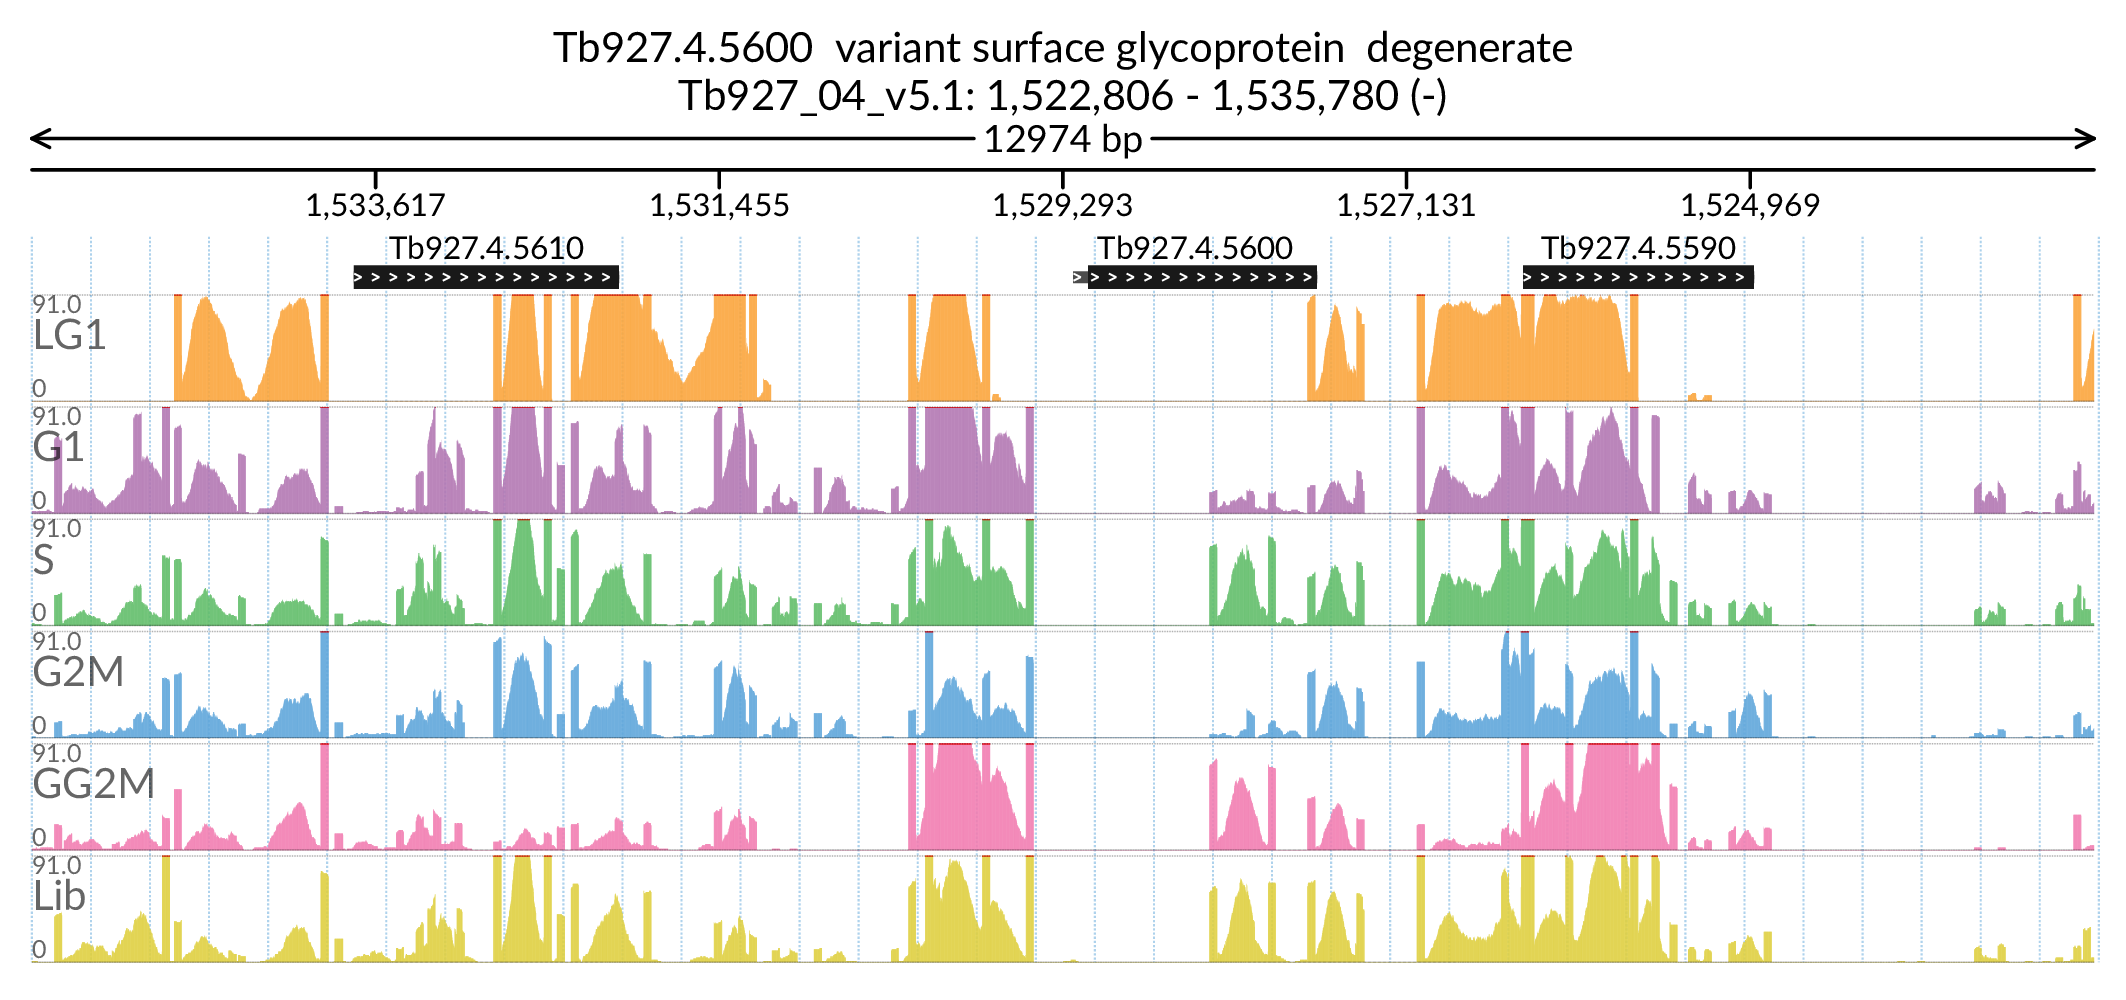 Tb927.4.5600  variant surface glycoprotein  degenerate
Tb927_04_v5.1: 1,522,806 - 1,535,780 (-)
12974 bp
1,533,617 1,531,455 1,529,293 1,527,131 1,524,969
Tb927.4.5610 Tb927.4.5600 Tb927.4.5590
91.0
LG1
0
91.0
G1
0
91.0
S
0
91.0
G2M
0
91.0
GG2M
0
91.0
Lib
0